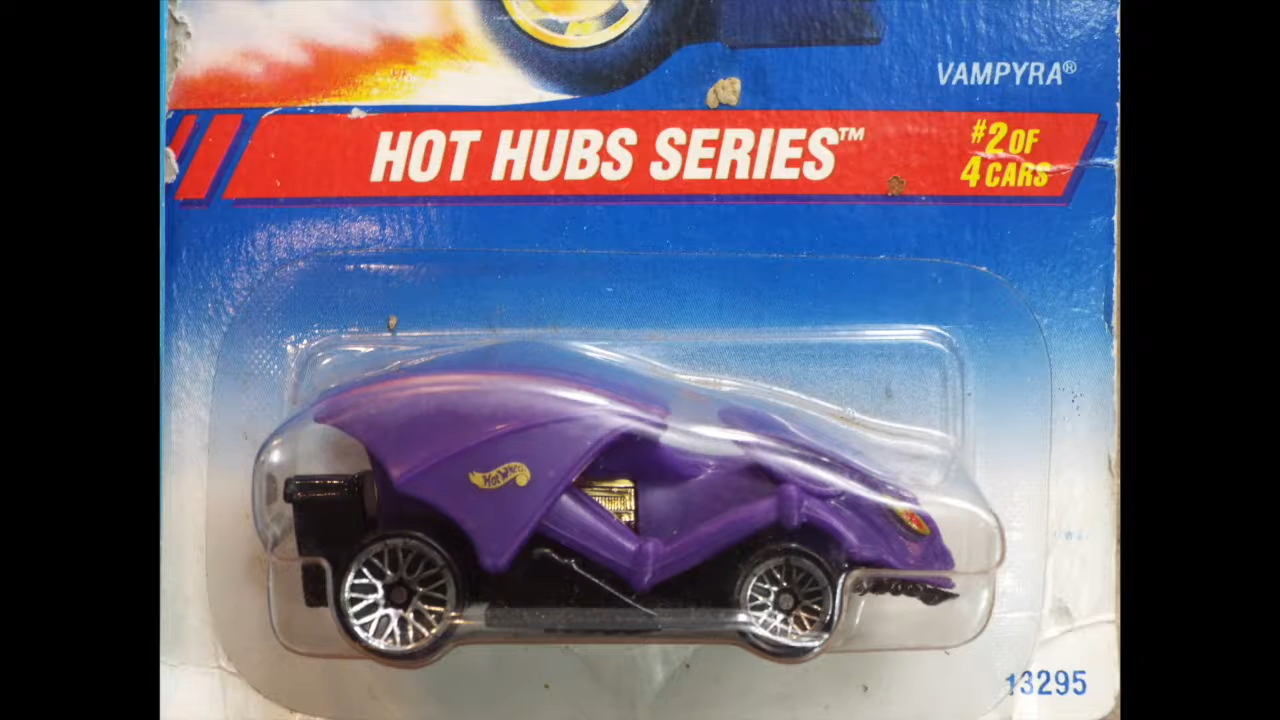 VAMPYRA®
HOT HUBS SERIES™
#2 OF
4 CARS
Hot Wheels
13295